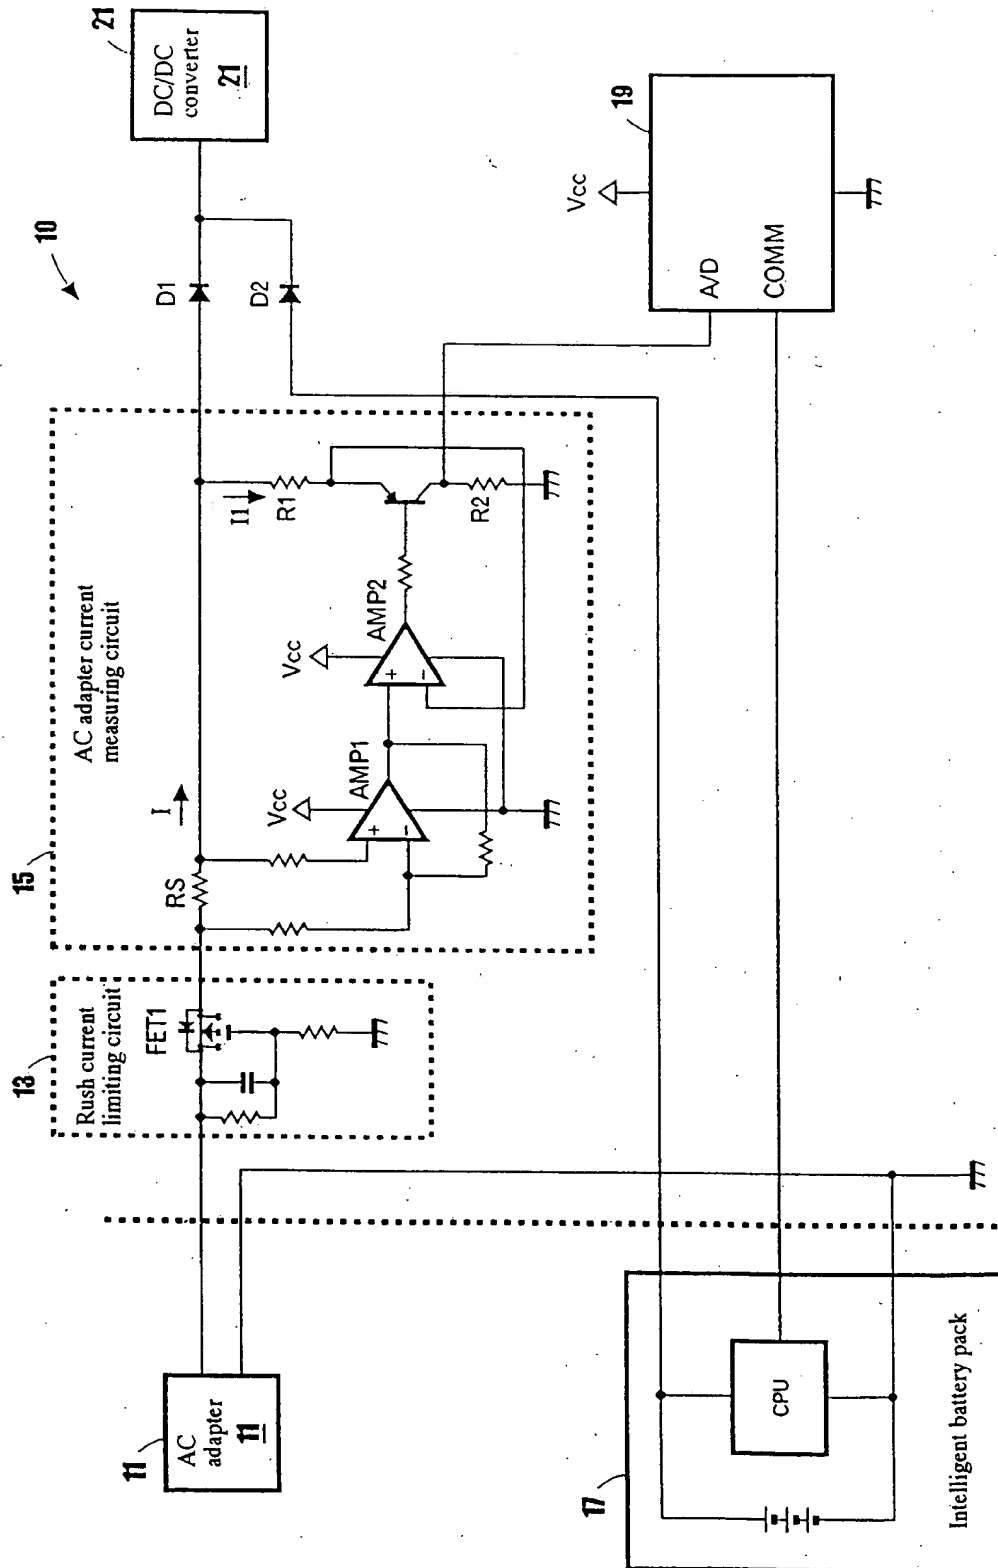 10
21
DC/DC
converter
21
D1
D2
15
AC adapter current
measuring circuit
I
RS
I1
R1
R2
Vcc
AMP1
+
−
Vcc
AMP2
+
−
13
Rush current
limiting circuit
FET1
11
AC
adapter
11
19
Vcc
A/D
COMM
17
CPU
Intelligent battery pack